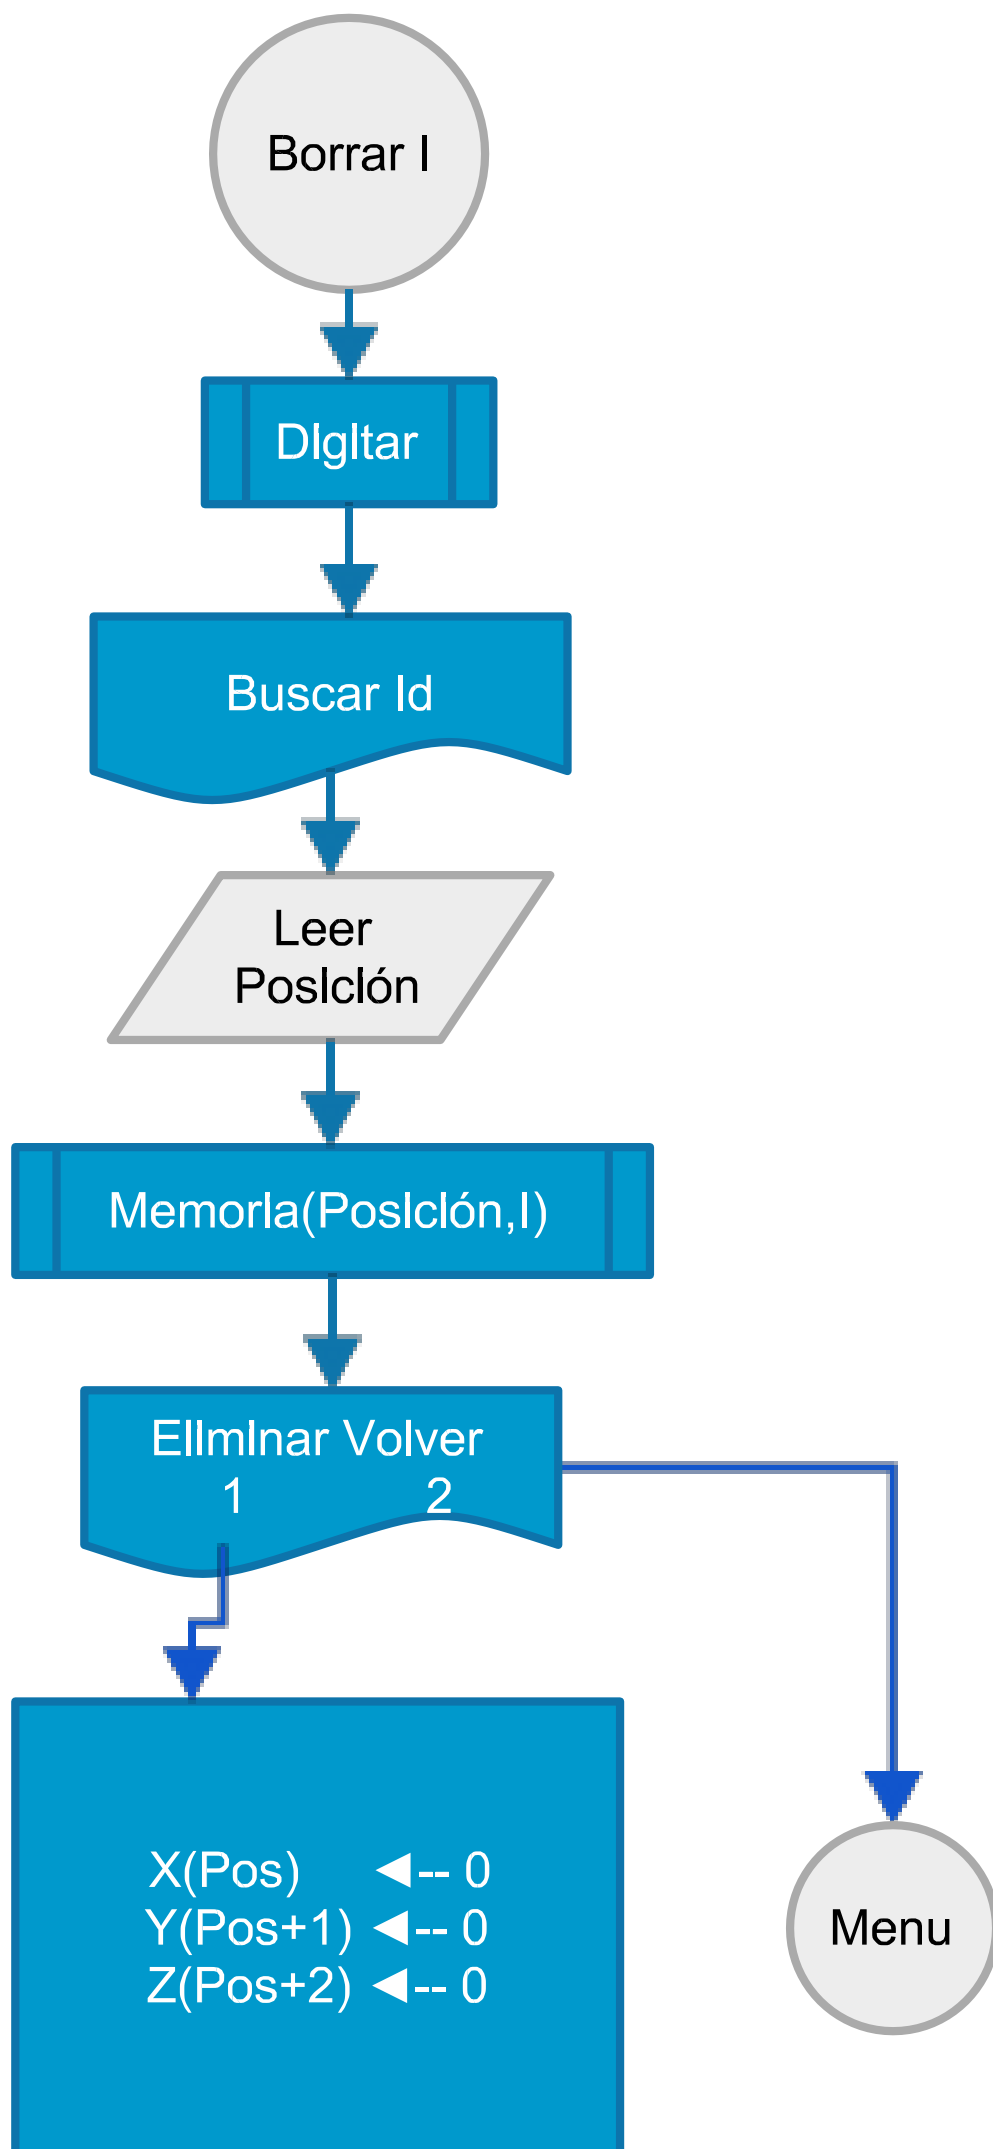 Borrar I
DIgItar
Buscar Id
Leer
PosIcIón
MemorIa(PosIcIón,I)
ElImInar Volver
1 2
X(Pos) ◄-- 0
Y(Pos+1) ◄-- 0
Z(Pos+2) ◄-- 0
Menu